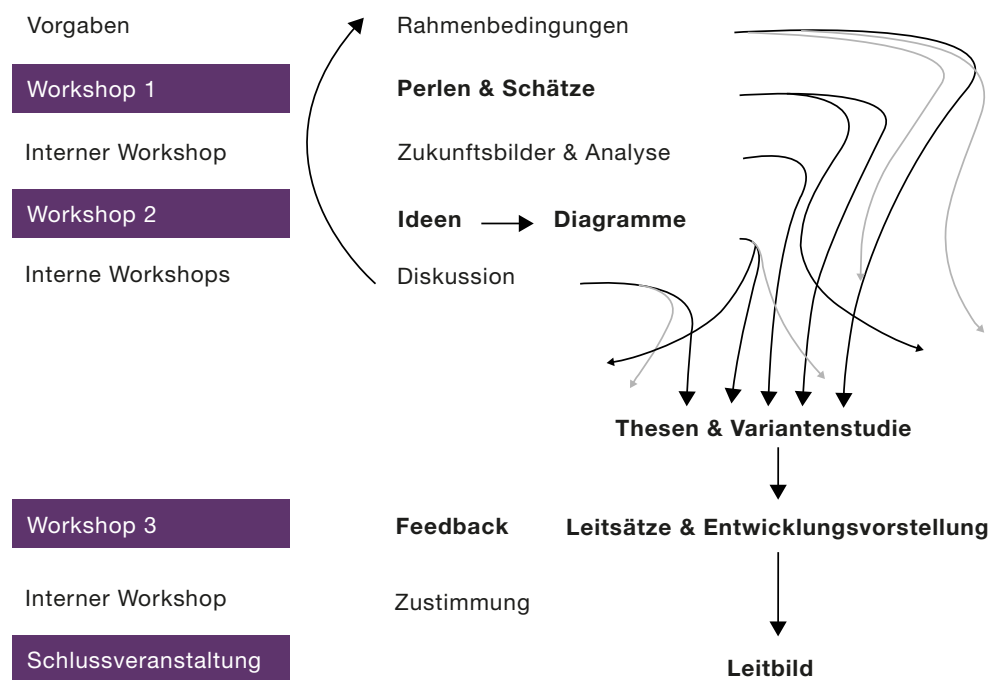 Vorgaben Rahmenbedingungen
Workshop 1 Perlen & Schätze
Interner Workshop Zukunftsbilder & Analyse
Workshop 2 Ideen Diagramme
Interne Workshops Diskussion
Thesen & Variantenstudie
Workshop 3 Feedback Leitsätze & Entwicklungsvorstellung
Interner Workshop Zustimmung
Schlussveranstaltung Leitbild